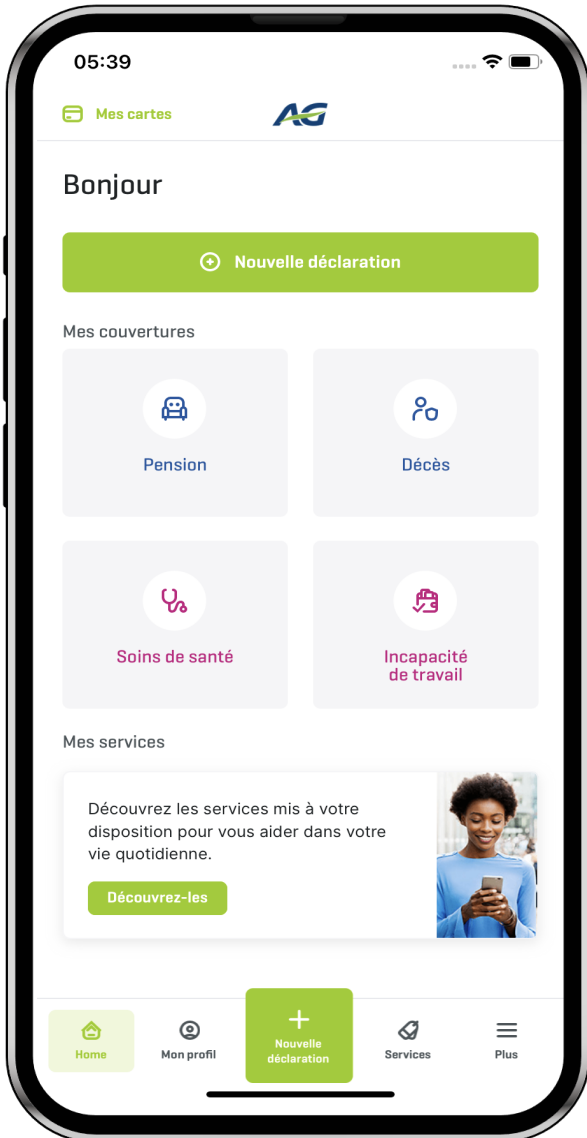 05:39
Mes cartes
AG
Bonjour
Nouvelle déclaration
Mes couvertures
Pension
Décès
Soins de santé
Incapacité
de travail
Mes services
Découvrez les services mis à votre
disposition pour vous aider dans votre
vie quotidienne.
Découvrez-les
Home
Mon profil
Nouvelle
déclaration
Services
Plus